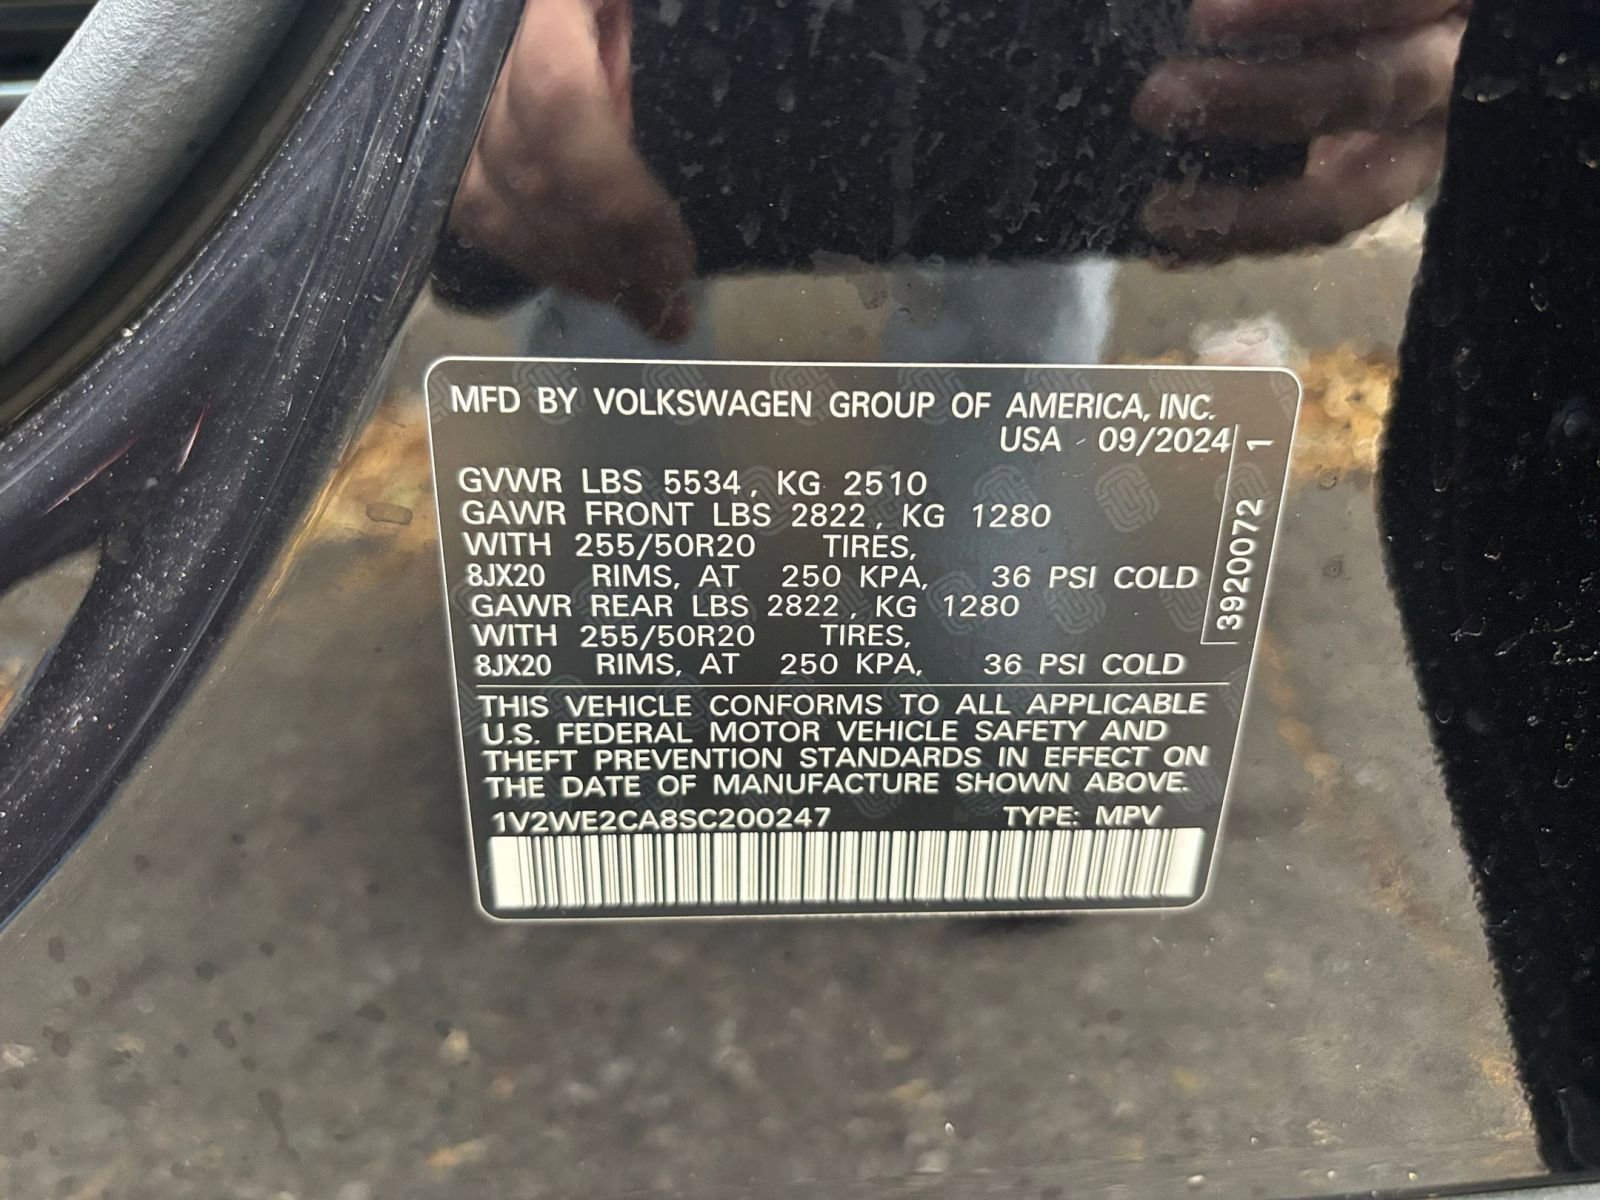 MFD BY VOLKSWAGEN GROUP OF AMERICA, INC.
USA - 09/2024
GVWR LBS 5534, KG 2510
GAWR FRONT LBS 2822, KG 1280
WITH 255/50R20 TIRES,
8JX20 RIMS, AT 250 KPA, 36 PSI COLD
GAWR REAR LBS 2822, KG 1280
WITH 255/50R20 TIRES,
8JX20 RIMS, AT 250 KPA, 36 PSI COLD
THIS VEHICLE CONFORMS TO ALL APPLICABLE
U.S. FEDERAL MOTOR VEHICLE SAFETY AND
THEFT PREVENTION STANDARDS IN EFFECT ON
THE DATE OF MANUFACTURE SHOWN ABOVE.
1V2WE2CA8SC200247 TYPE: MPV
3920072 1